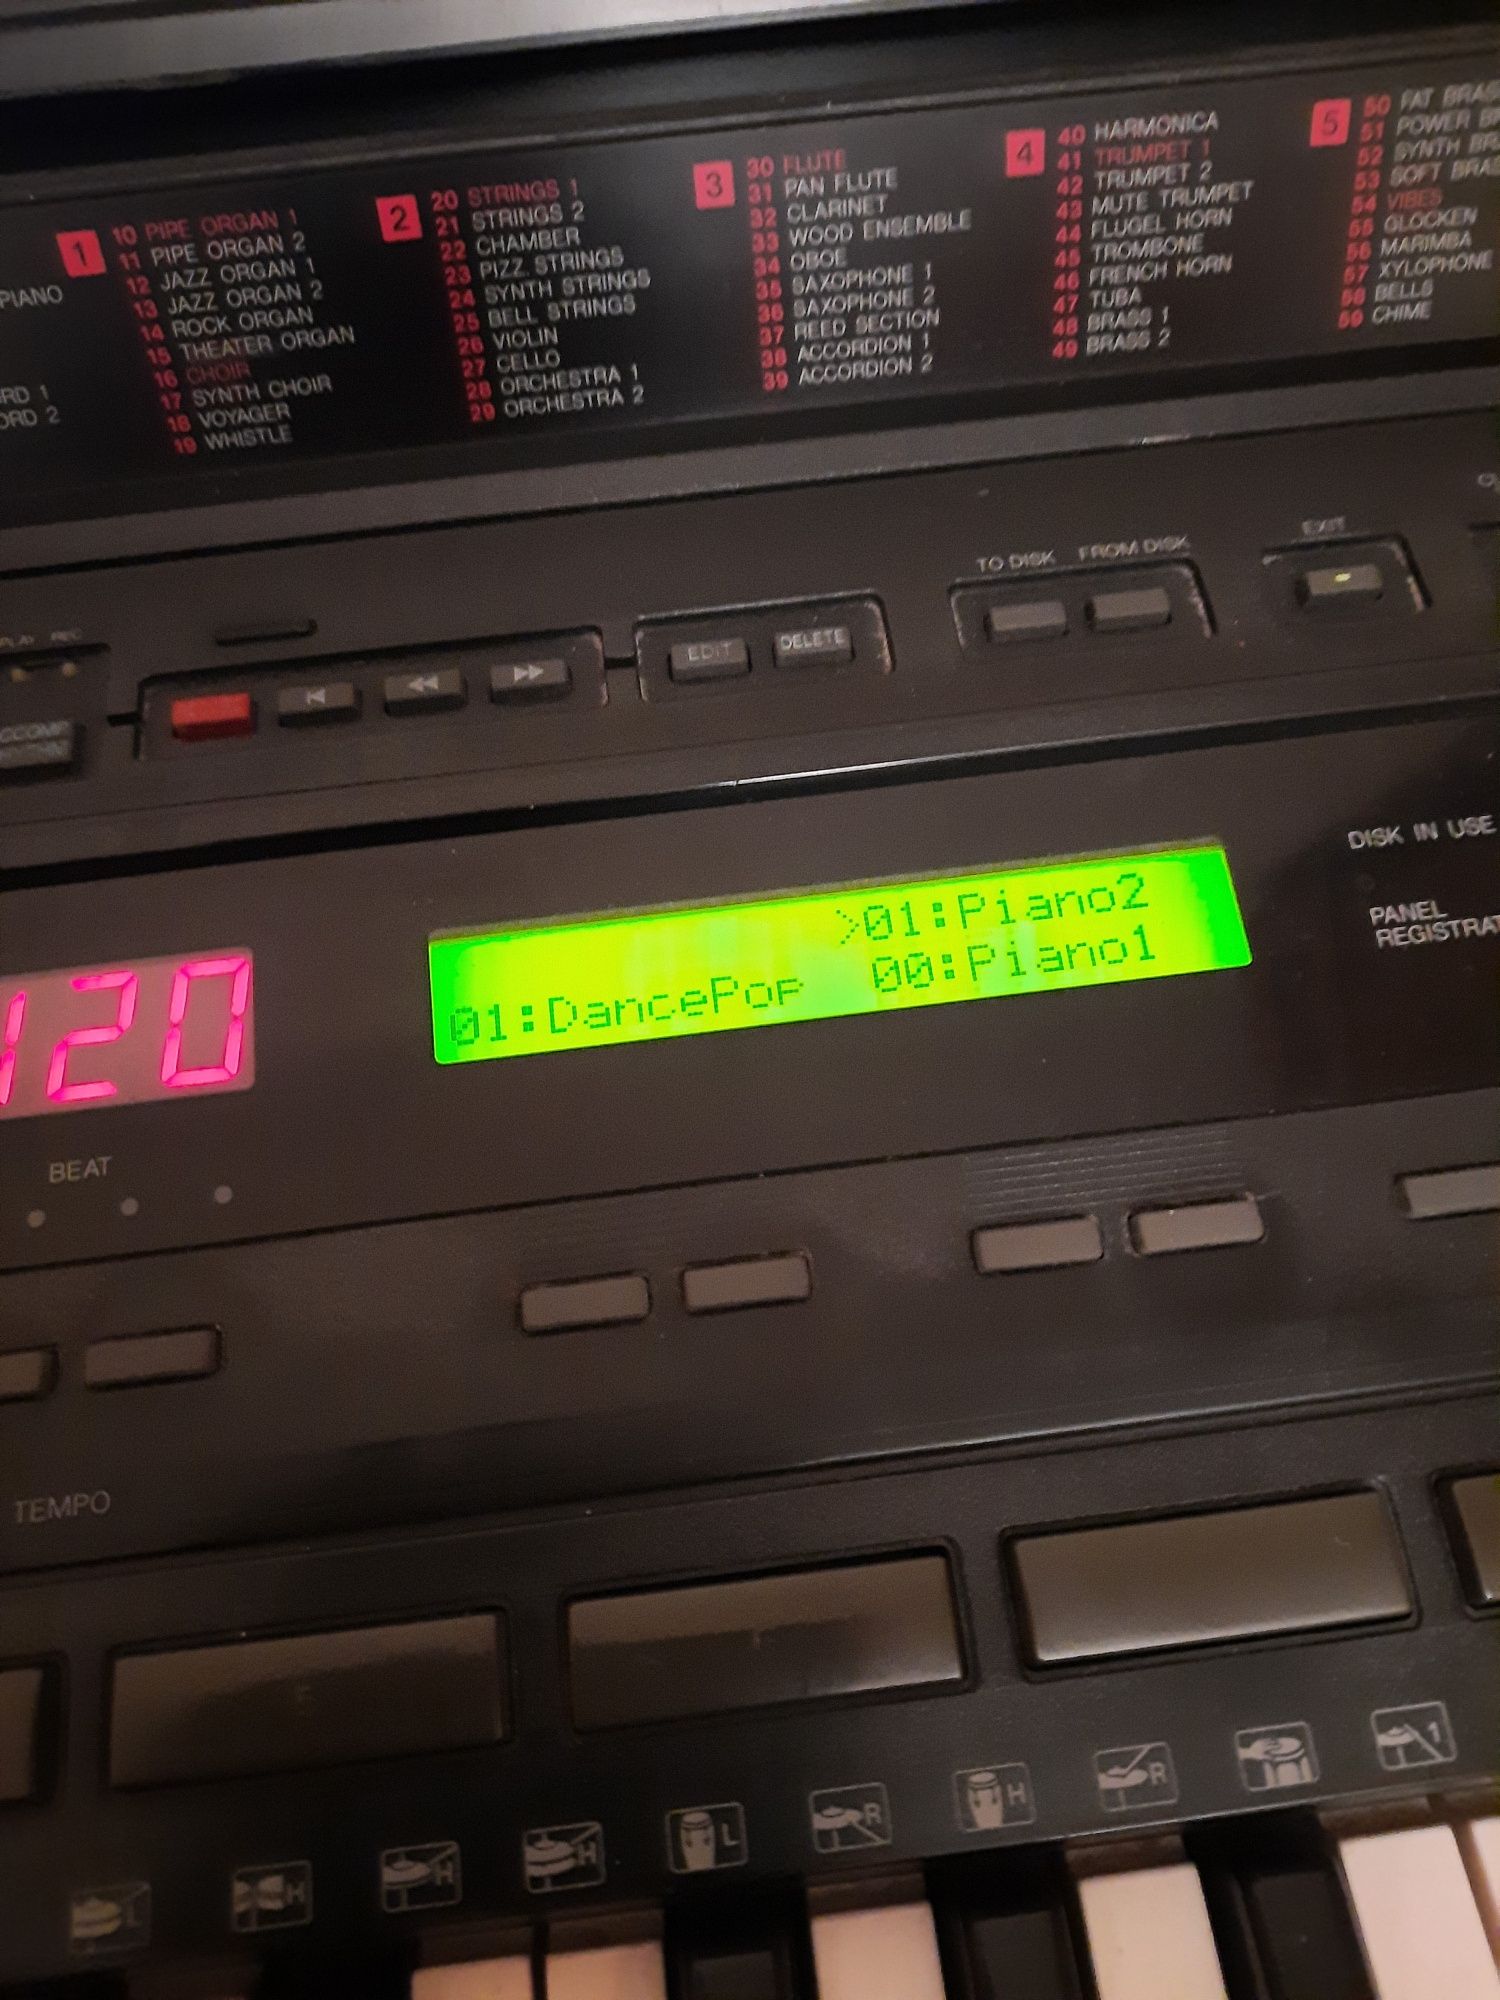 PIANO
RD 1
ORD 2
1
10 PIPE ORGAN 1
11 PIPE ORGAN 2
12 JAZZ ORGAN 1
13 JAZZ ORGAN 2
14 ROCK ORGAN
15 THEATER ORGAN
16 CHOIR
17 SYNTH CHOIR
18 VOYAGER
19 WHISTLE
2
20 STRINGS 1
21 STRINGS 2
22 CHAMBER
23 PIZZ STRINGS
24 SYNTH STRINGS
25 BELL STRINGS
26 VIOLIN
27 CELLO
28 ORCHESTRA 1
29 ORCHESTRA 2
3
30 FLUTE
31 PAN FLUTE
32 CLARINET
33 WOOD ENSEMBLE
34 OBOE
35 SAXOPHONE 1
36 SAXOPHONE 2
37 REED SECTION
38 ACCORDION 1
39 ACCORDION 2
4
40 HARMONICA
41 TRUMPET 1
42 TRUMPET 2
43 MUTE TRUMPET
44 FLUGEL HORN
45 TROMBONE
46 FRENCH HORN
47 TUBA
48 BRASS 1
49 BRASS 2
5
50 FAT BRAS
51 POWER BR
52 SYNTH BRA
53 SOFT BRAS
54 VIBES
55 GLOCKEN
56 MARIMBA
57 XYLOPHONE
58 BELLS
59 CHIME
PLAY REC
CCOMP
EDIT DELETE
TO DISK FROM DISK
EXIT
120
>01:Piano2
01:DancePop 00:Piano1
DISK IN USE
PANEL
REGISTRAT
BEAT
TEMPO
H H H L R H R 1